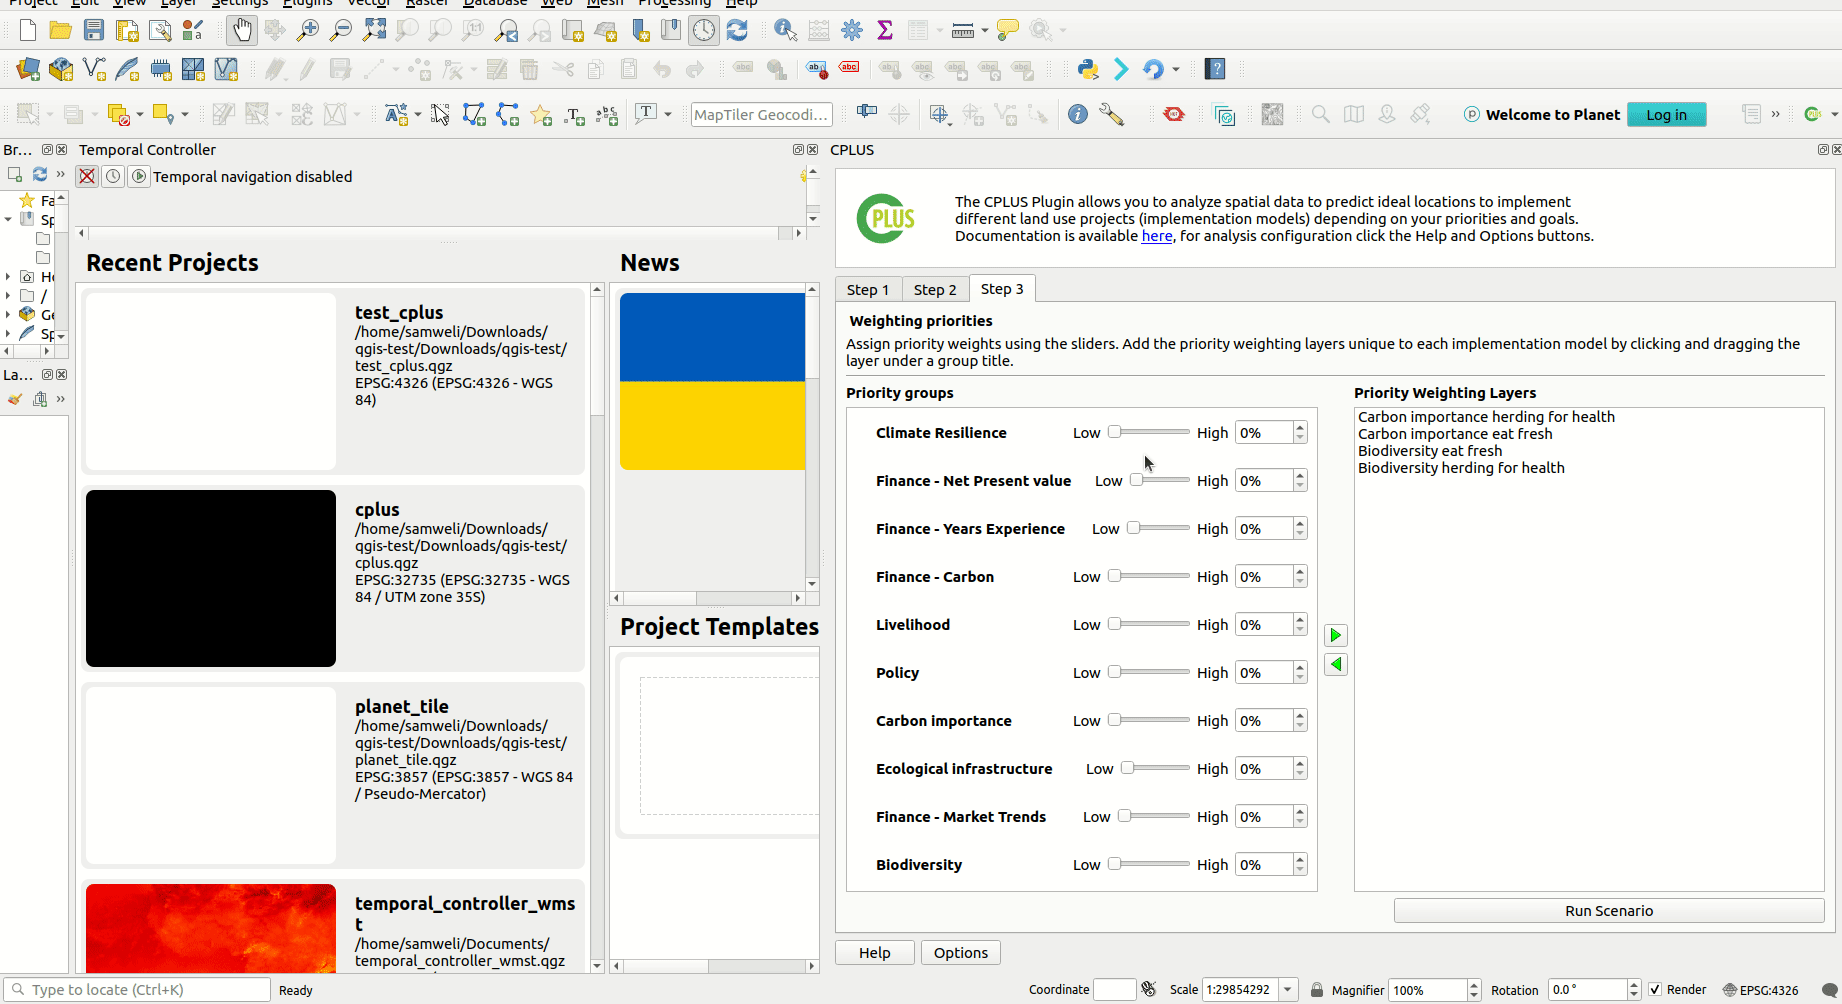 Project Edit View Layer Settings Plugins Vector Raster Database Web Mesh Processing Help
MapTiler Geocodi...
Welcome to Planet
Log in
Br...
Temporal Controller
Temporal navigation disabled
Fa
Sp
Ho
/
Ge
Sp
La...
Recent Projects
test_cplus
/home/samweli/Downloads/
qgis-test/Downloads/qgis-test/
test_cplus.qgz
EPSG:4326 (EPSG:4326 - WGS
84)
cplus
/home/samweli/Downloads/
qgis-test/Downloads/qgis-test/
cplus.qgz
EPSG:32735 (EPSG:32735 - WGS
84 / UTM zone 35S)
planet_tile
/home/samweli/Downloads/
qgis-test/Downloads/qgis-test/
planet_tile.qgz
EPSG:3857 (EPSG:3857 - WGS 84
/ Pseudo-Mercator)
temporal_controller_wms
t
/home/samweli/Documents/
temporal_controller_wmst.qgz
News
Project Templates
CPLUS
PLUS
The CPLUS Plugin allows you to analyze spatial data to predict ideal locations to implement
different land use projects (implementation models) depending on your priorities and goals.
Documentation is available here, for analysis configuration click the Help and Options buttons.
Step 1 Step 2 Step 3
Weighting priorities
Assign priority weights using the sliders. Add the priority weighting layers unique to each implementation model by clicking and dragging the
layer under a group title.
Priority groups
Climate Resilience Low High 0%
Finance - Net Present value Low High 0%
Finance - Years Experience Low High 0%
Finance - Carbon Low High 0%
Livelihood Low High 0%
Policy Low High 0%
Carbon importance Low High 0%
Ecological infrastructure Low High 0%
Finance - Market Trends Low High 0%
Biodiversity Low High 0%
Priority Weighting Layers
Carbon importance herding for health
Carbon importance eat fresh
Biodiversity eat fresh
Biodiversity herding for health
Run Scenario
Help Options
Type to locate (Ctrl+K) Ready Coordinate Scale 1:29854292 Magnifier 100% Rotation 0.0 ° Render EPSG:4326